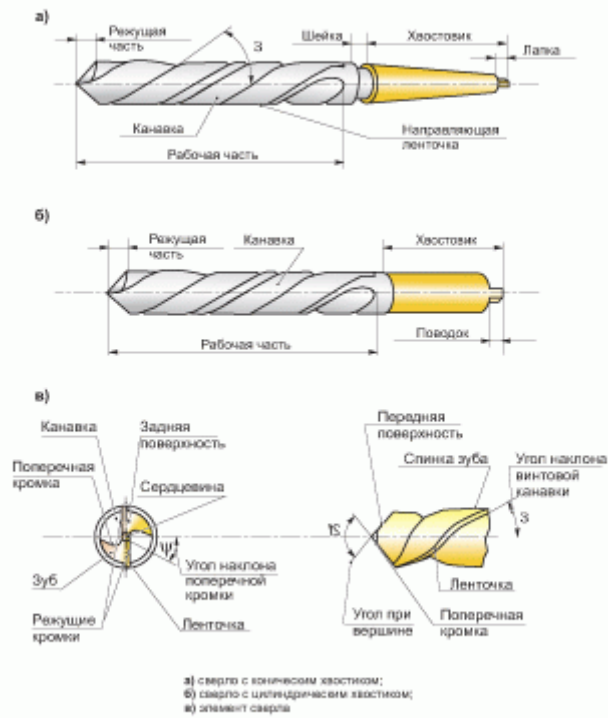 а)
Режущая
часть
З
Шейка
Хвостовик
Лапка
Канавка
Направляющая
ленточка
Рабочая часть
б)
Режущая
часть
Канавка
Хвостовик
Рабочая часть
Поводок
в)
Канавка
Задняя
поверхность
Поперечная
кромка
Сердцевина
Ψ
Угол наклона
поперечной
кромки
Зуб
Режущие
кромки
Ленточка
Передняя
поверхность
Спинка зуба
Угол наклона
винтовой
канавки
Ленточка
Угол при
вершине
Поперечная
кромка
а) сверло с коническим хвостиком;
б) сверло с цилиндрическим хвостиком;
в) элемент сверла